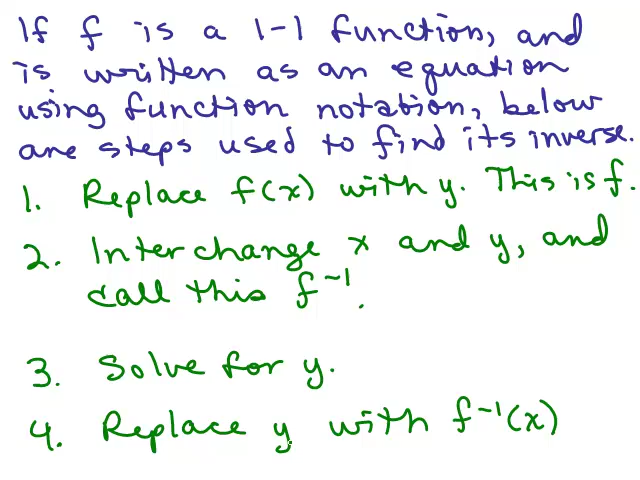 If f is a 1-1 function, and
is written as an equation
using function notation, below
are steps used to find its inverse.
1. Replace f(x) with y. This is f.
2. Interchange x and y, and
call this f⁻¹.
3. Solve for y.
4. Replace y with f⁻¹(x)